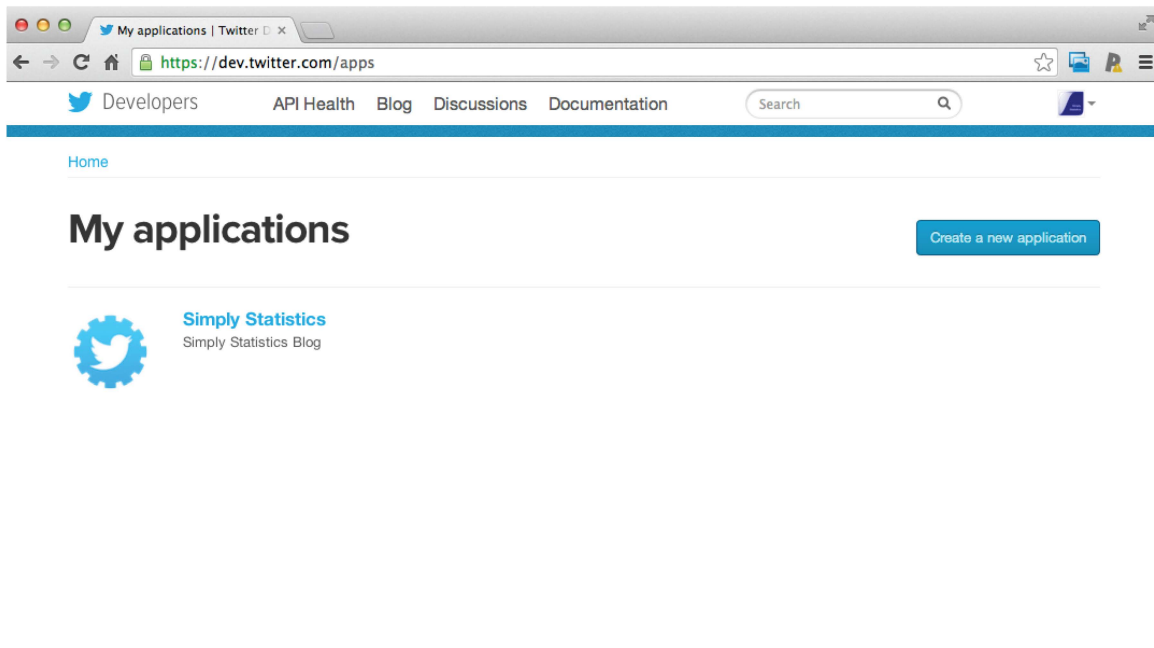 My applications | Twitter D
https://dev.twitter.com/apps
Developers API Health Blog Discussions Documentation Search
Home
My applications
Create a new application
Simply Statistics
Simply Statistics Blog